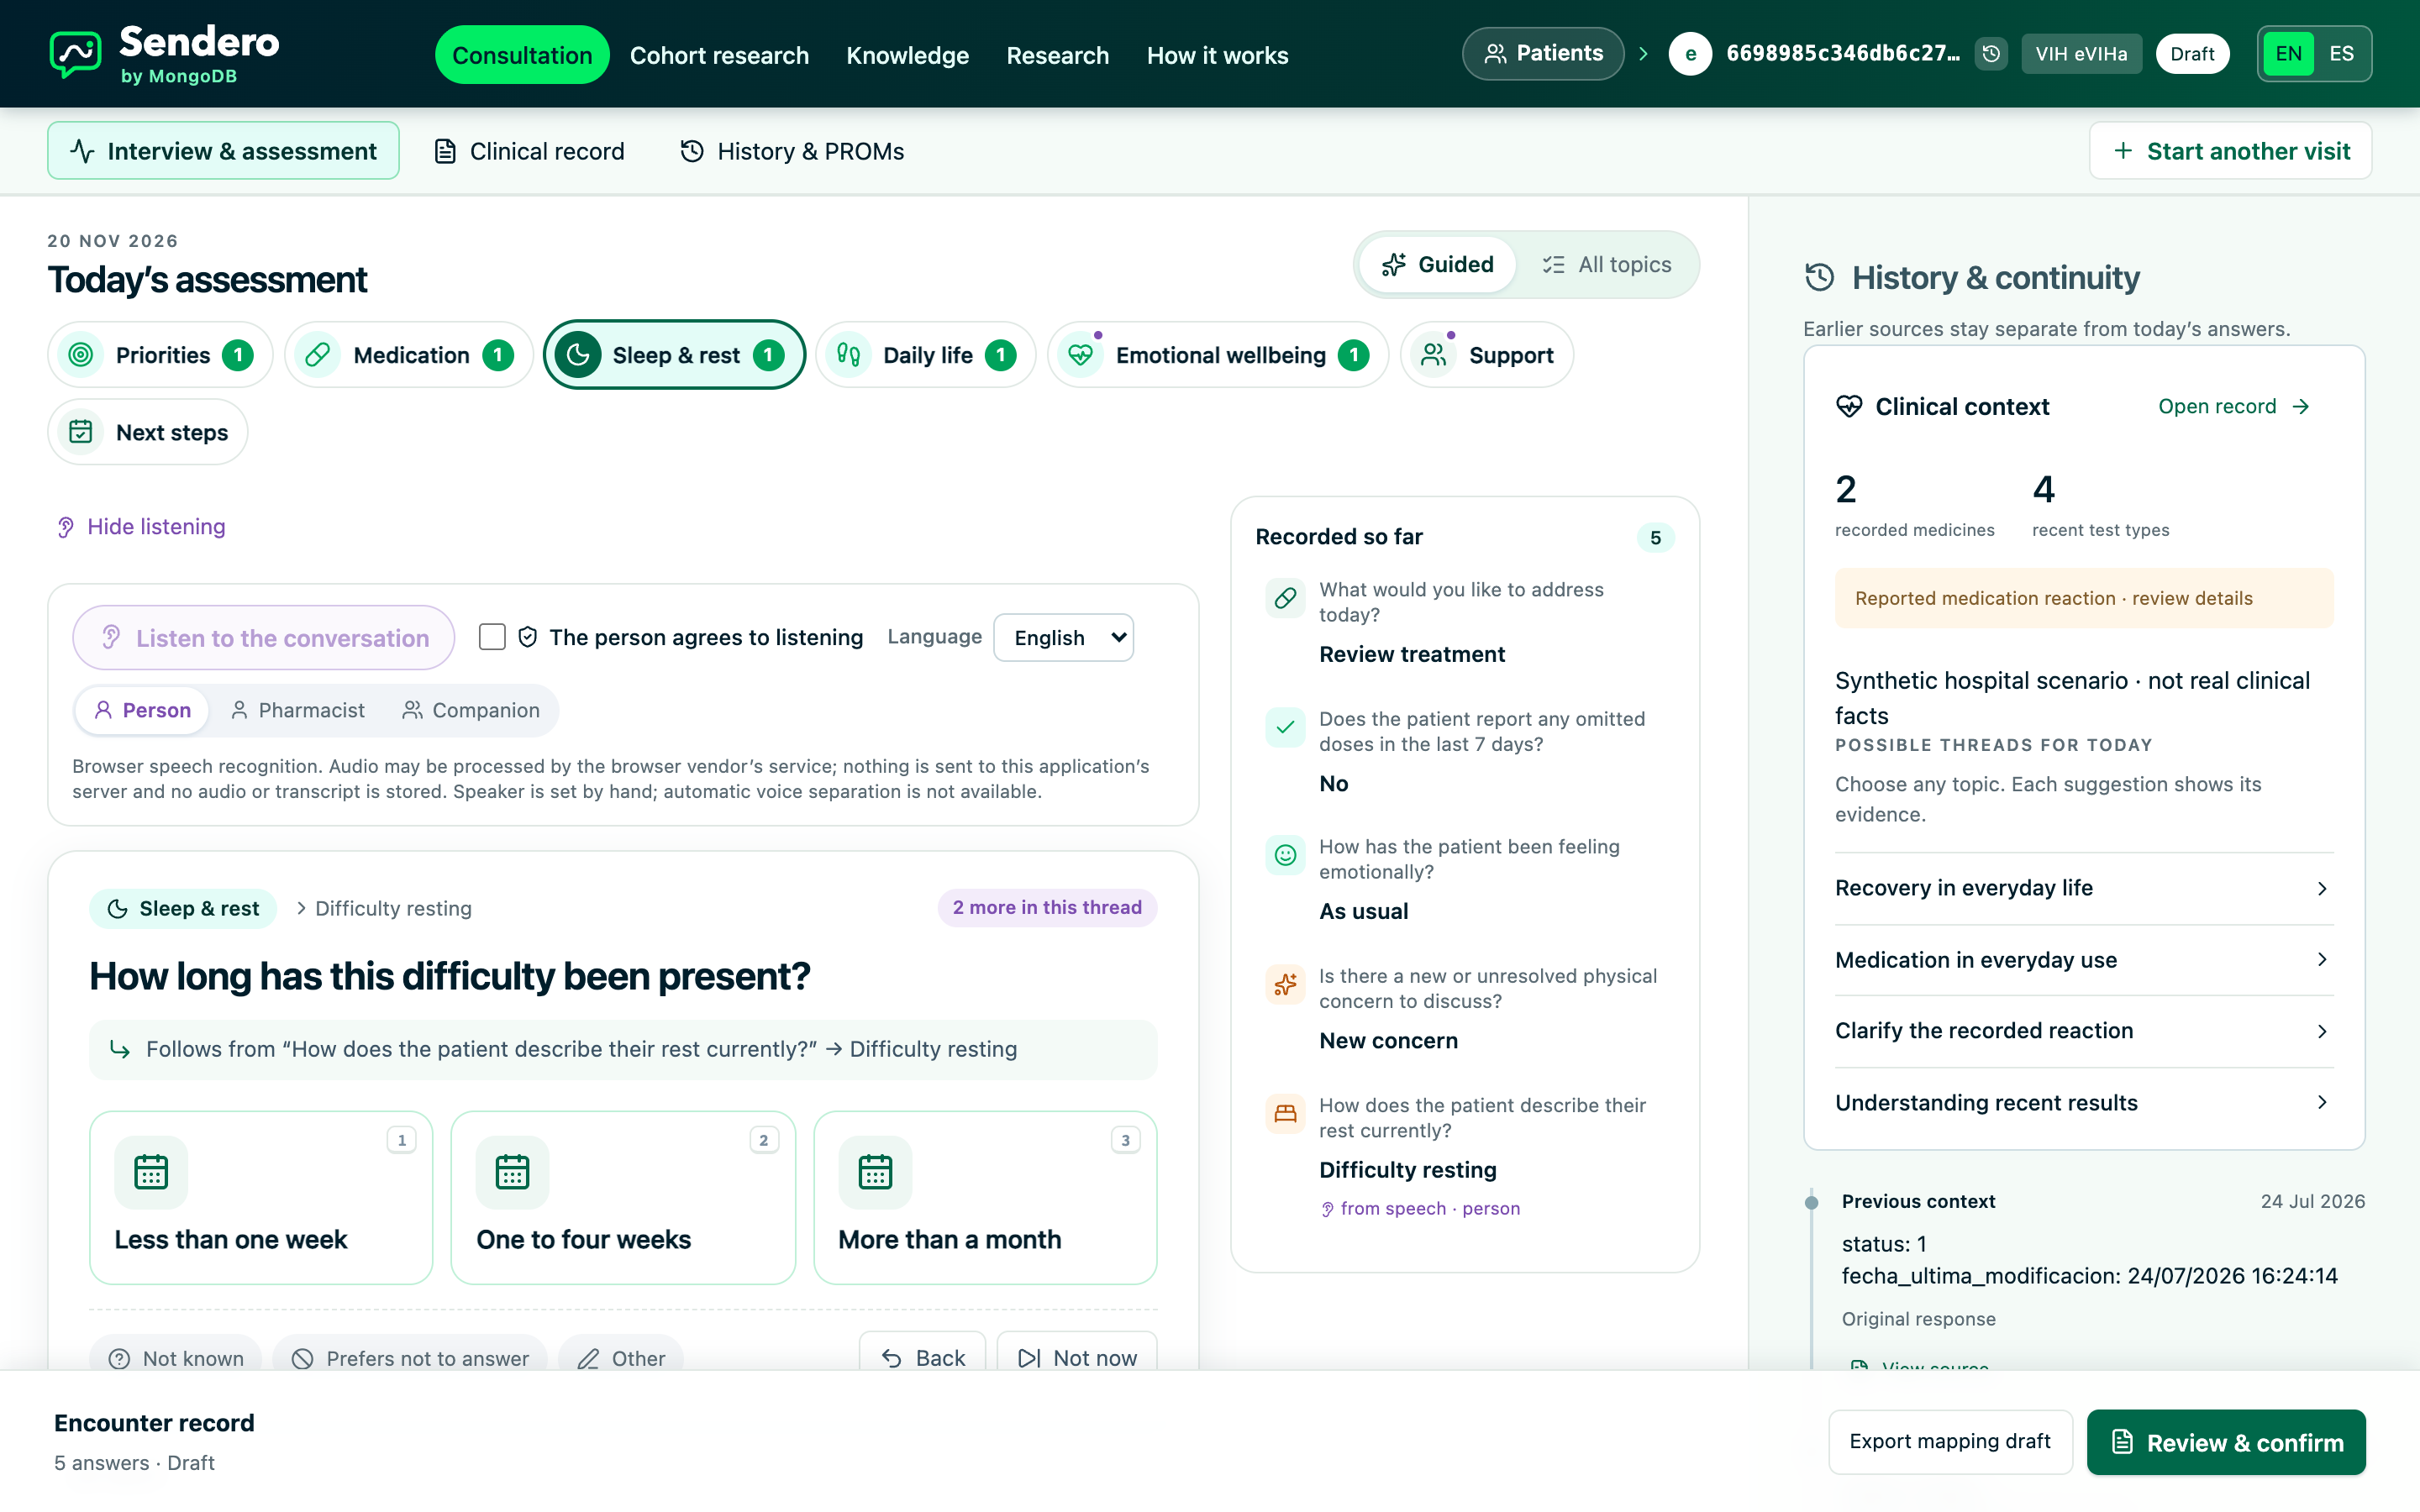 Sendero
by MongoDB
Consultation
Cohort research
Knowledge
Research
How it works
Patients
e
6698985c346db6c27…
VIH eVIHa
Draft
EN
ES
Interview & assessment
Clinical record
History & PROMs
Start another visit
20 NOV 2026
Today’s assessment
Guided
All topics
Priorities 1
Medication 1
Sleep & rest 1
Daily life 1
Emotional wellbeing 1
Support
Next steps
Hide listening
Listen to the conversation
The person agrees to listening
Language
English
Person
Pharmacist
Companion
Browser speech recognition. Audio may be processed by the browser vendor’s service; nothing is sent to this application’s
server and no audio or transcript is stored. Speaker is set by hand; automatic voice separation is not available.
Sleep & rest
Difficulty resting
2 more in this thread
How long has this difficulty been present?
Follows from “How does the patient describe their rest currently?” → Difficulty resting
1
Less than one week
2
One to four weeks
3
More than a month
Not known
Prefers not to answer
Other
Back
Not now
Recorded so far
5
What would you like to address
today?
Review treatment
Does the patient report any omitted
doses in the last 7 days?
No
How has the patient been feeling
emotionally?
As usual
Is there a new or unresolved physical
concern to discuss?
New concern
How does the patient describe their
rest currently?
Difficulty resting
from speech · person
History & continuity
Earlier sources stay separate from today’s answers.
Clinical context
Open record →
2
recorded medicines
4
recent test types
Reported medication reaction · review details
Synthetic hospital scenario · not real clinical
facts
POSSIBLE THREADS FOR TODAY
Choose any topic. Each suggestion shows its
evidence.
Recovery in everyday life
Medication in everyday use
Clarify the recorded reaction
Understanding recent results
Previous context
24 Jul 2026
status: 1
fecha_ultima_modificacion: 24/07/2026 16:24:14
Original response
View source
Encounter record
5 answers · Draft
Export mapping draft
Review & confirm